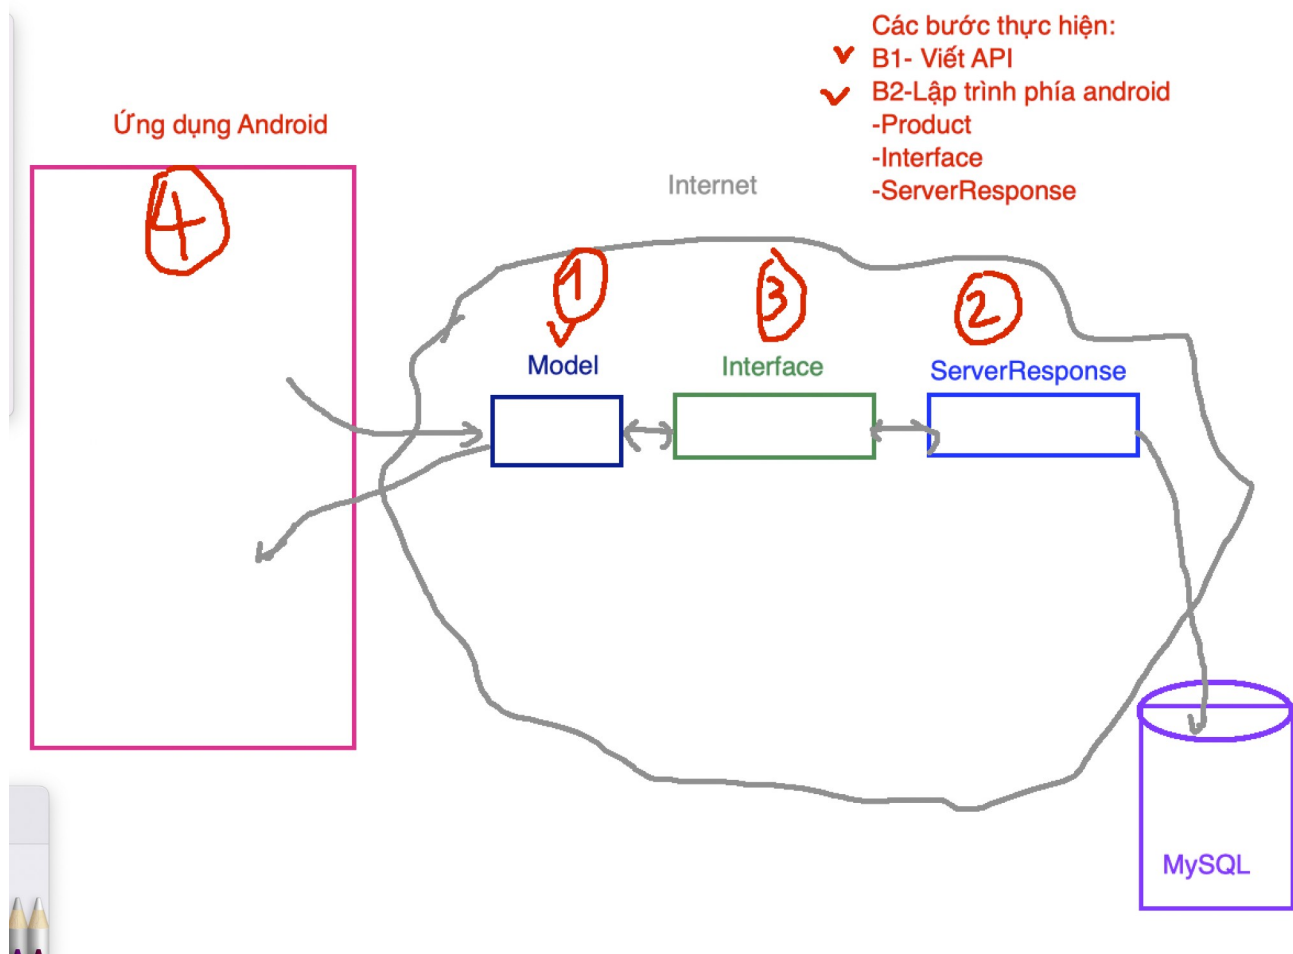 Các bước thực hiện:
B1- Viết API
B2-Lập trình phía android
-Product
-Interface
-ServerResponse
Ứng dụng Android
Internet
4
1
3
2
Model
Interface
ServerResponse
MySQL